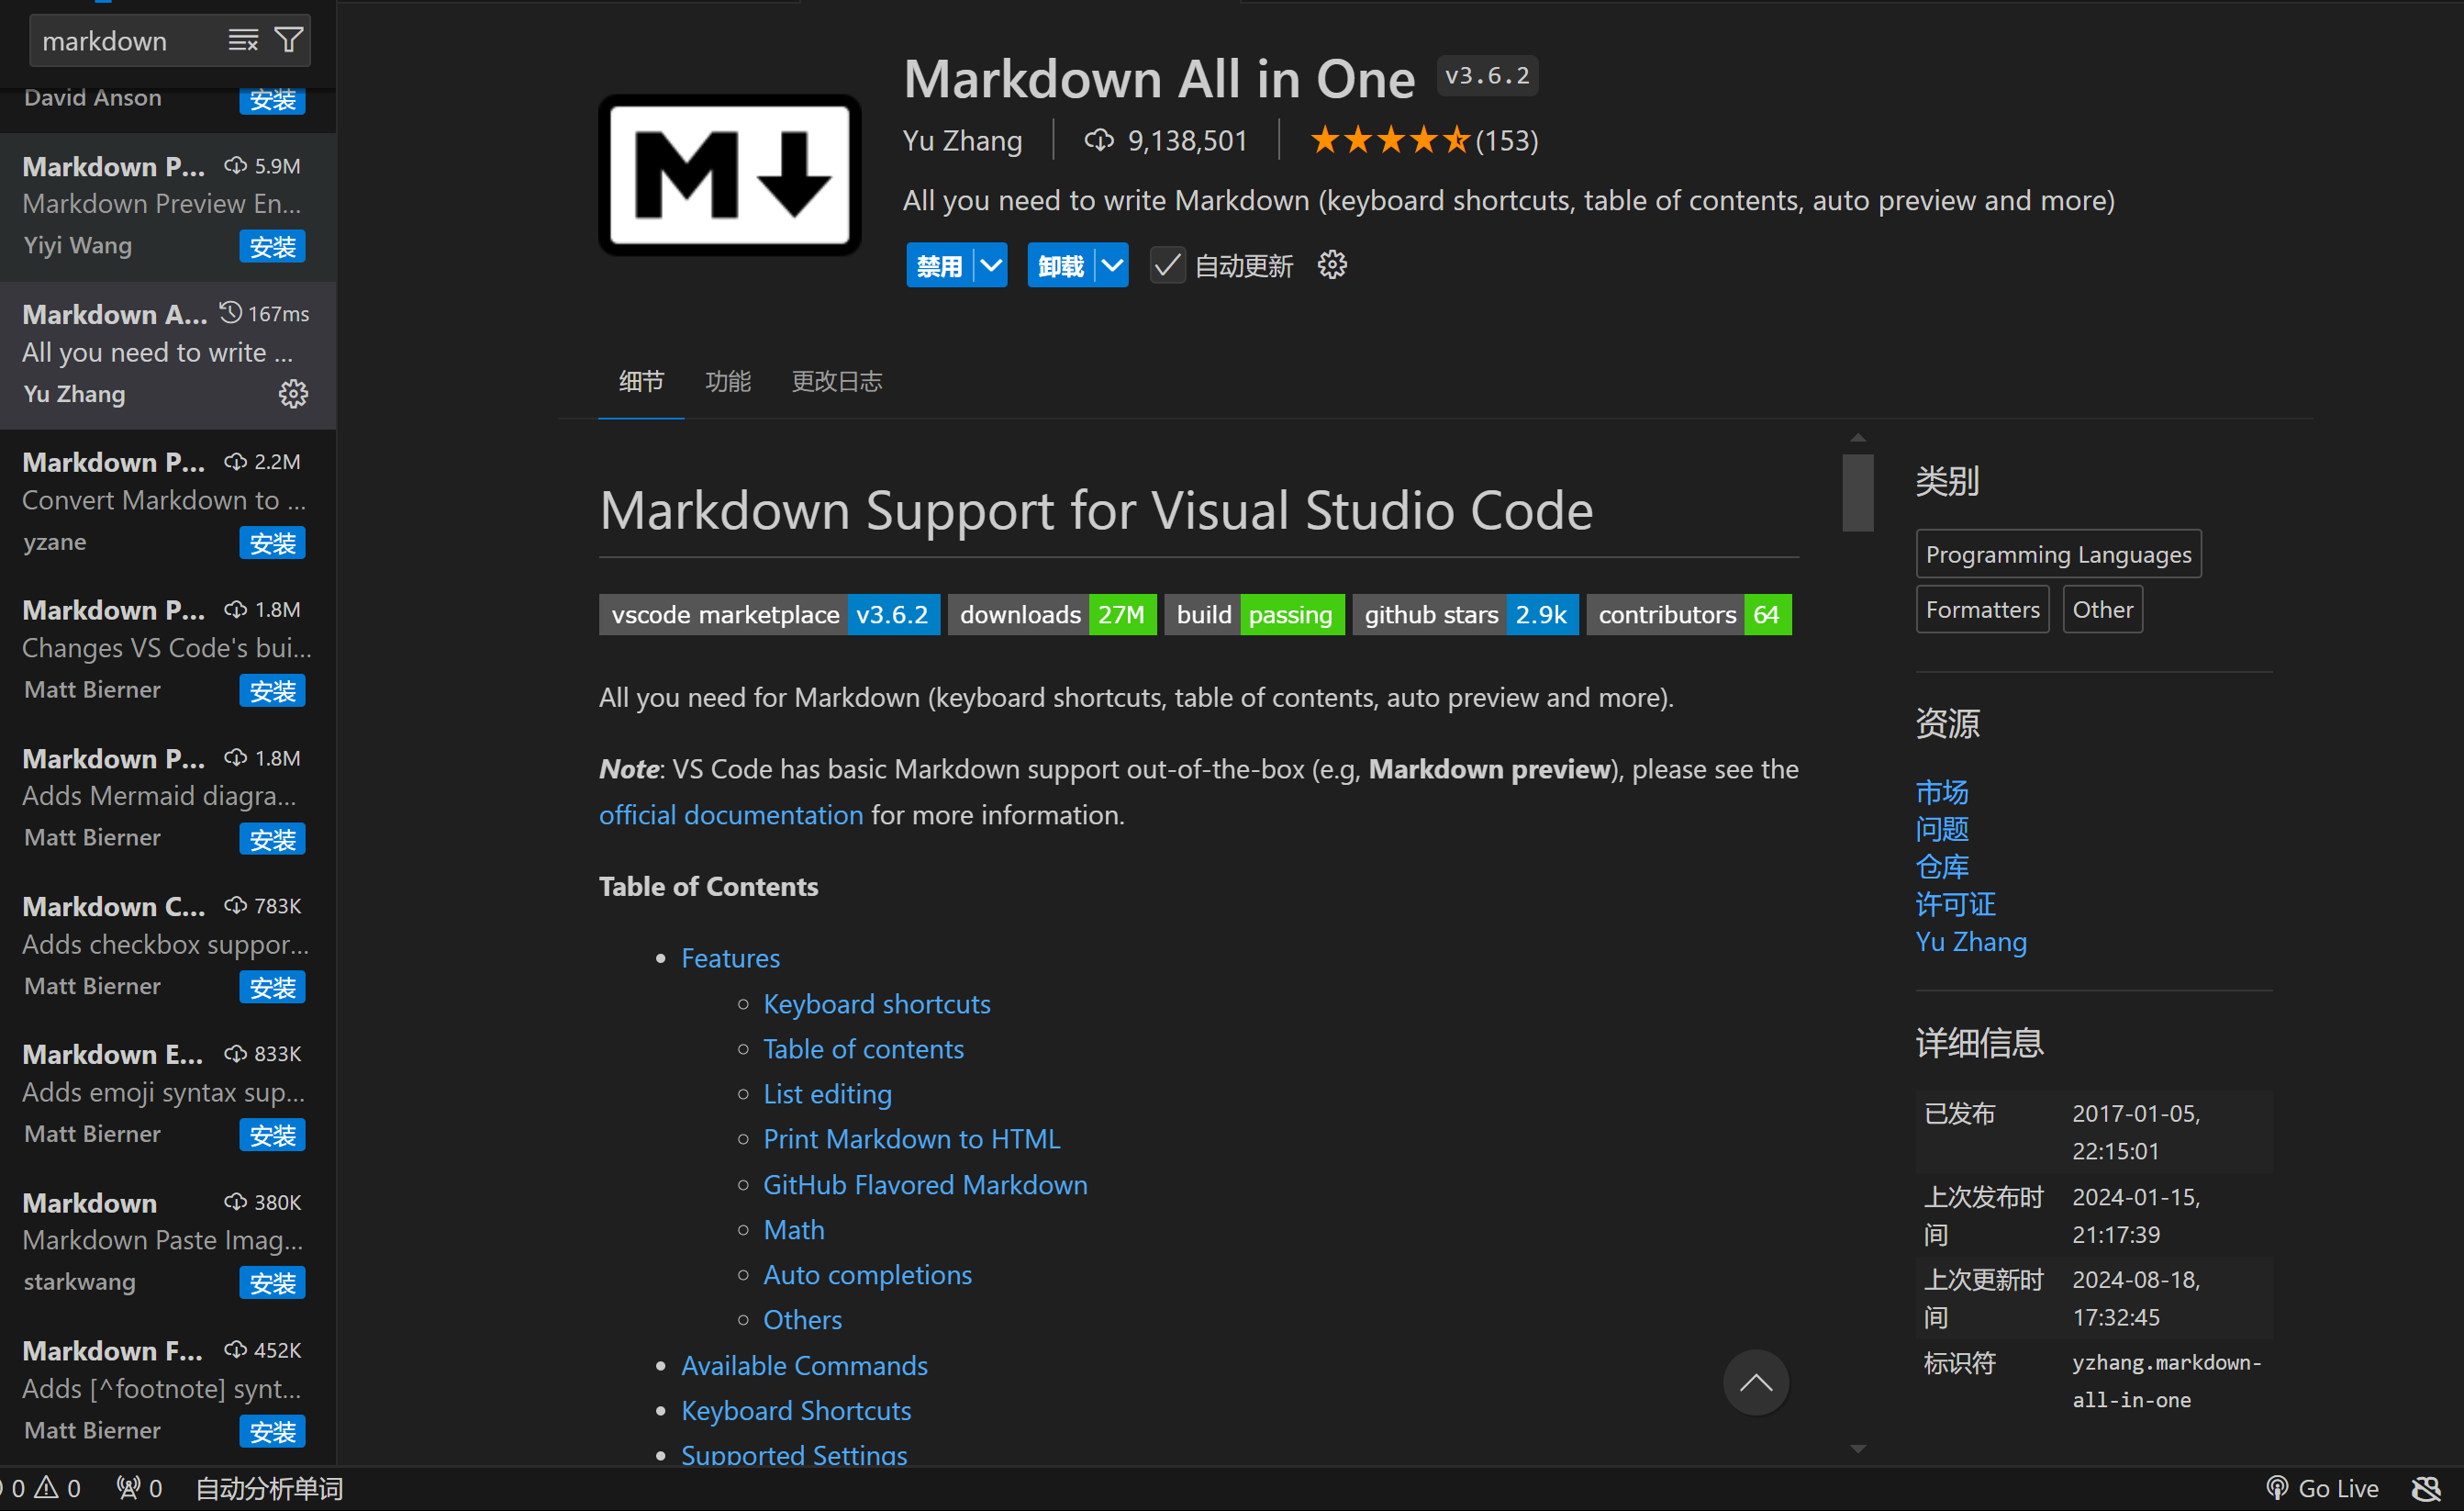 markdown
David Anson
安装
Markdown P... 5.9M
Markdown Preview En...
Yiyi Wang
安装
Markdown A... 167ms
All you need to write ...
Yu Zhang
Markdown P... 2.2M
Convert Markdown to ...
yzane
安装
Markdown P... 1.8M
Changes VS Code's bui...
Matt Bierner
安装
Markdown P... 1.8M
Adds Mermaid diagra...
Matt Bierner
安装
Markdown C... 783K
Adds checkbox suppor...
Matt Bierner
安装
Markdown E... 833K
Adds emoji syntax sup...
Matt Bierner
安装
Markdown 380K
Markdown Paste Imag...
starkwang
安装
Markdown F... 452K
Adds [^footnote] synt...
Matt Bierner
安装
M
Markdown All in One v3.6.2
Yu Zhang 9,138,501 (153)
All you need to write Markdown (keyboard shortcuts, table of contents, auto preview and more)
禁用 卸载 自动更新
细节 功能 更改日志
Markdown Support for Visual Studio Code
vscode marketplace v3.6.2 downloads 27M build passing github stars 2.9k contributors 64
All you need for Markdown (keyboard shortcuts, table of contents, auto preview and more).
Note: VS Code has basic Markdown support out-of-the-box (e.g, Markdown preview), please see the
official documentation for more information.
Table of Contents
Features
Keyboard shortcuts
Table of contents
List editing
Print Markdown to HTML
GitHub Flavored Markdown
Math
Auto completions
Others
Available Commands
Keyboard Shortcuts
Supported Settings
类别
Programming Languages
Formatters Other
资源
市场
问题
仓库
许可证
Yu Zhang
详细信息
已发布 2017-01-05,
22:15:01
上次发布时 2024-01-15,
间 21:17:39
上次更新时 2024-08-18,
间 17:32:45
标识符 yzhang.markdown-
all-in-one
0 0 0 自动分析单词 Go Live